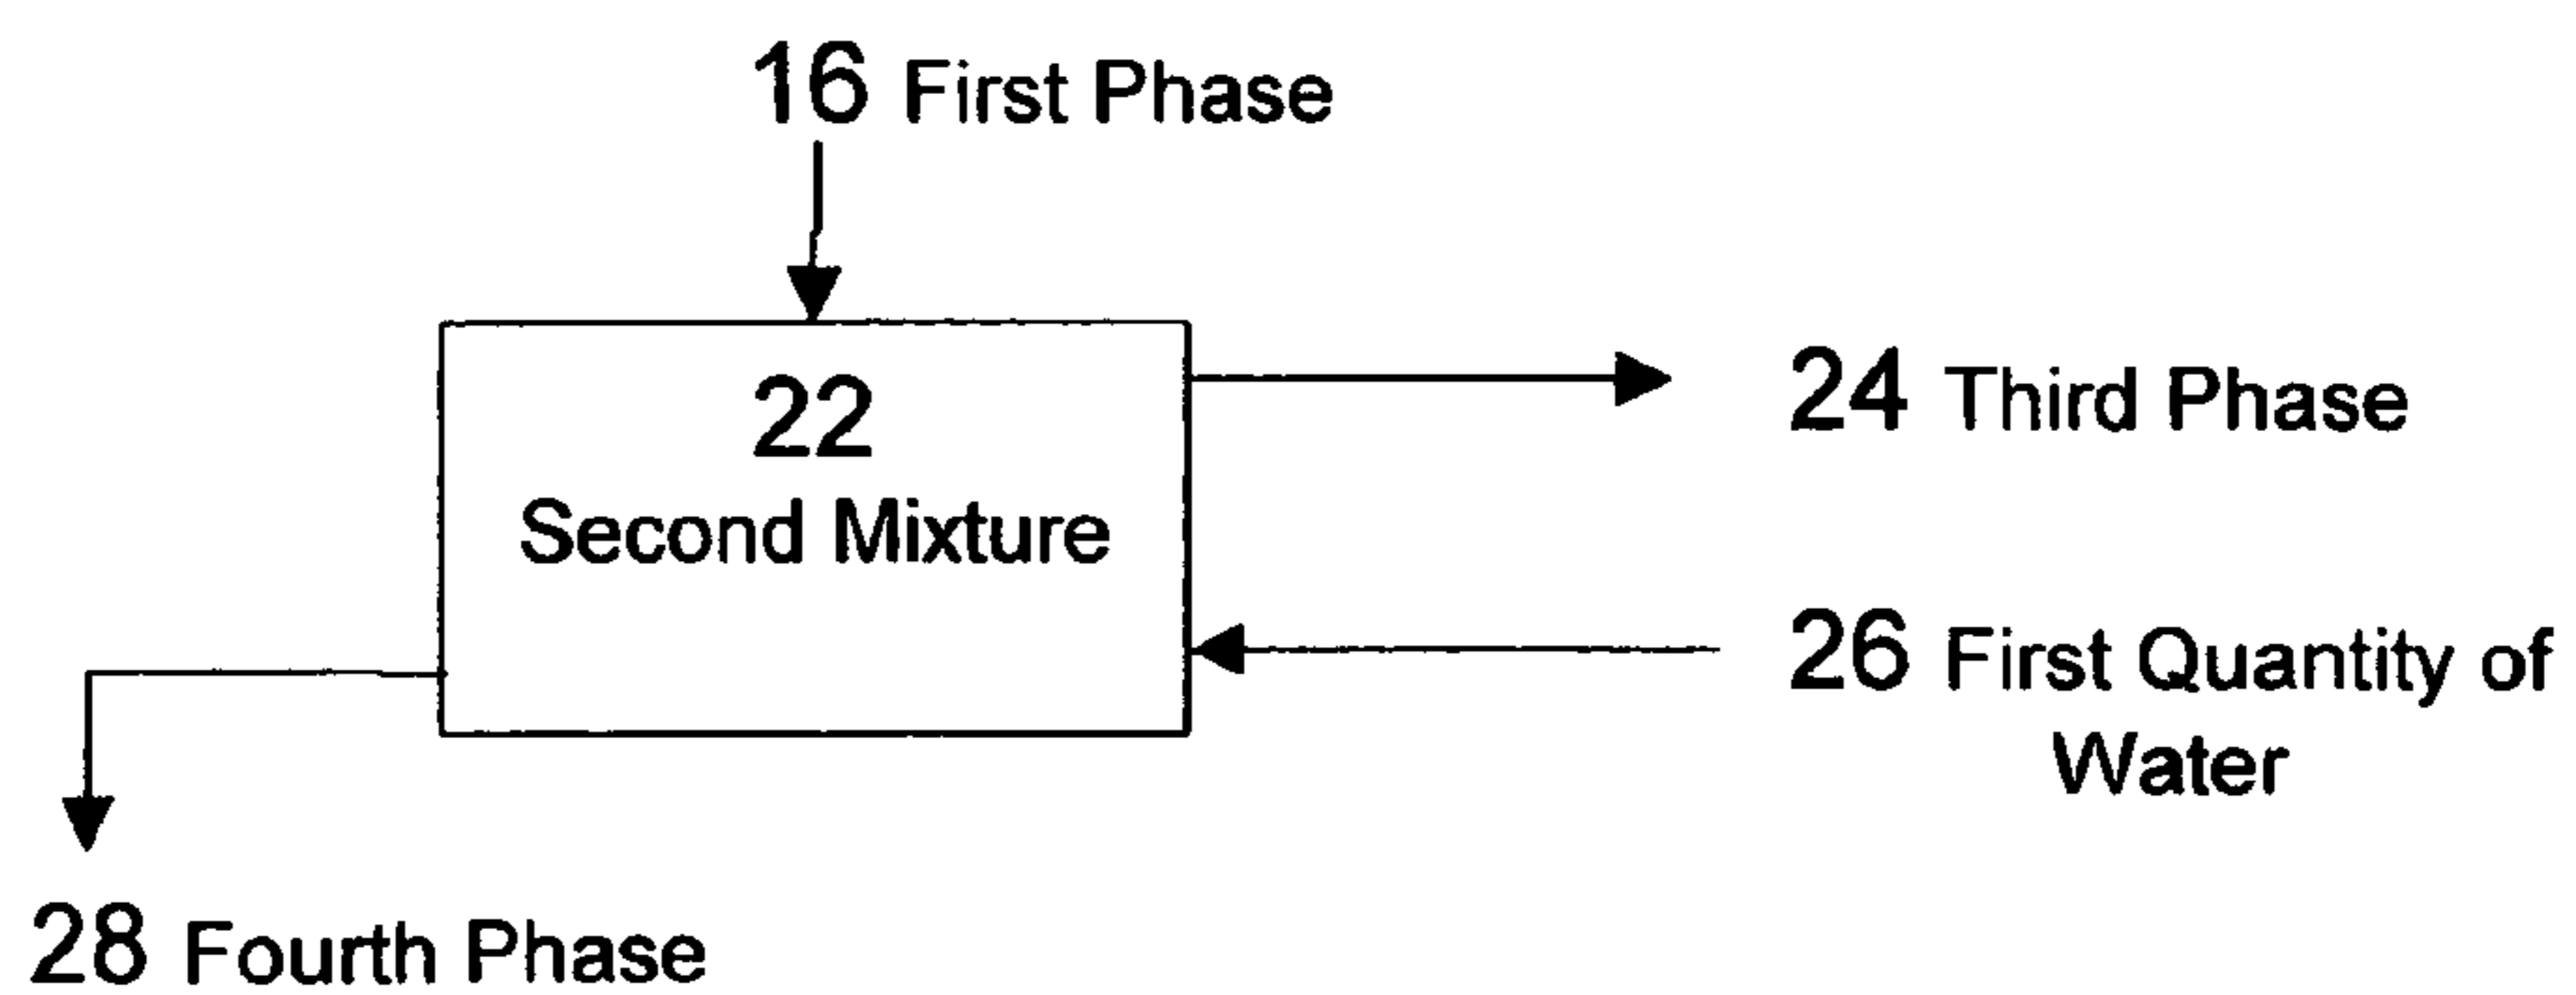 16 First Phase
22
Second Mixture
24 Third Phase
26 First Quantity of
Water
28 Fourth Phase